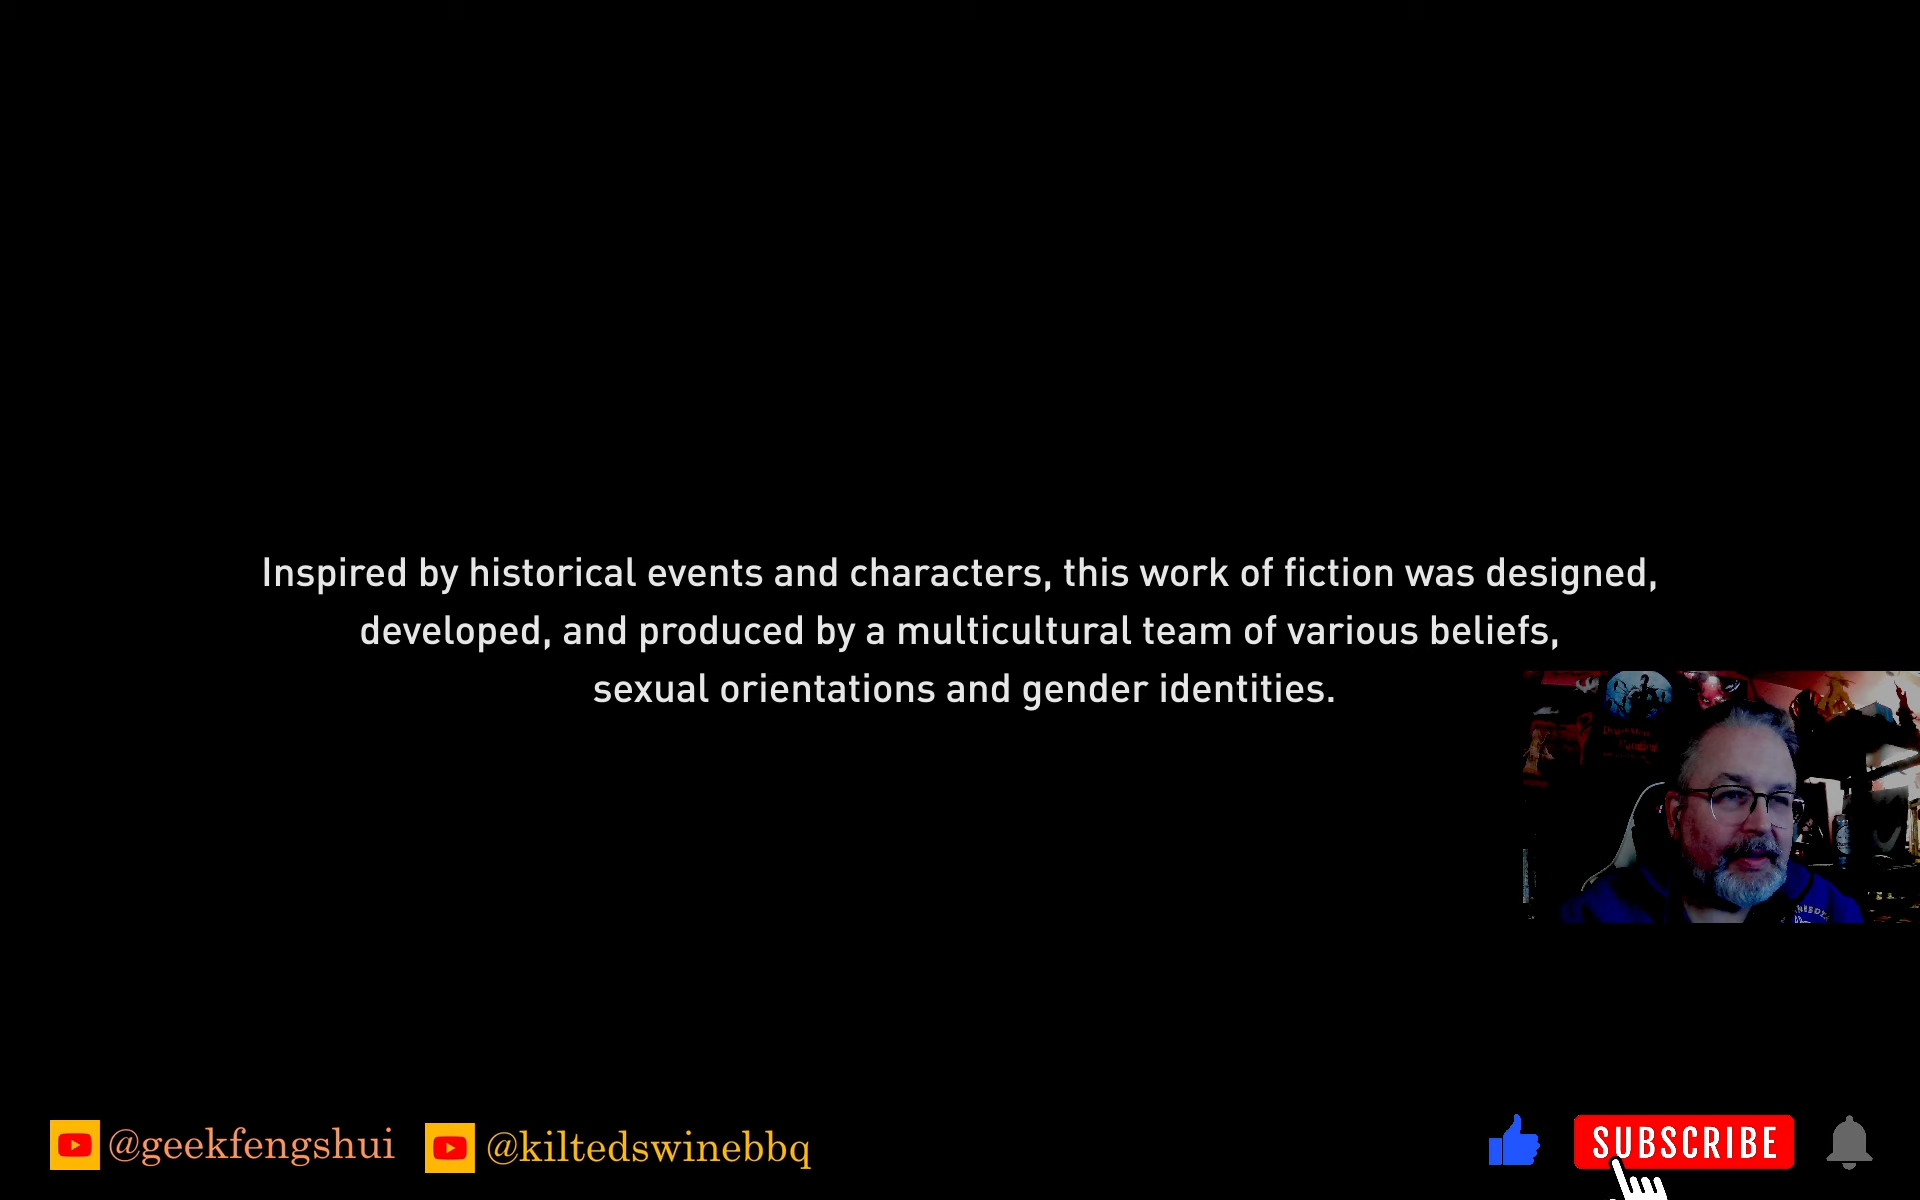 Inspired by historical events and characters, this work of fiction was designed,
developed, and produced by a multicultural team of various beliefs,
sexual orientations and gender identities.
@geekfengshui
@kiltedswinebbq
SUBSCRIBE